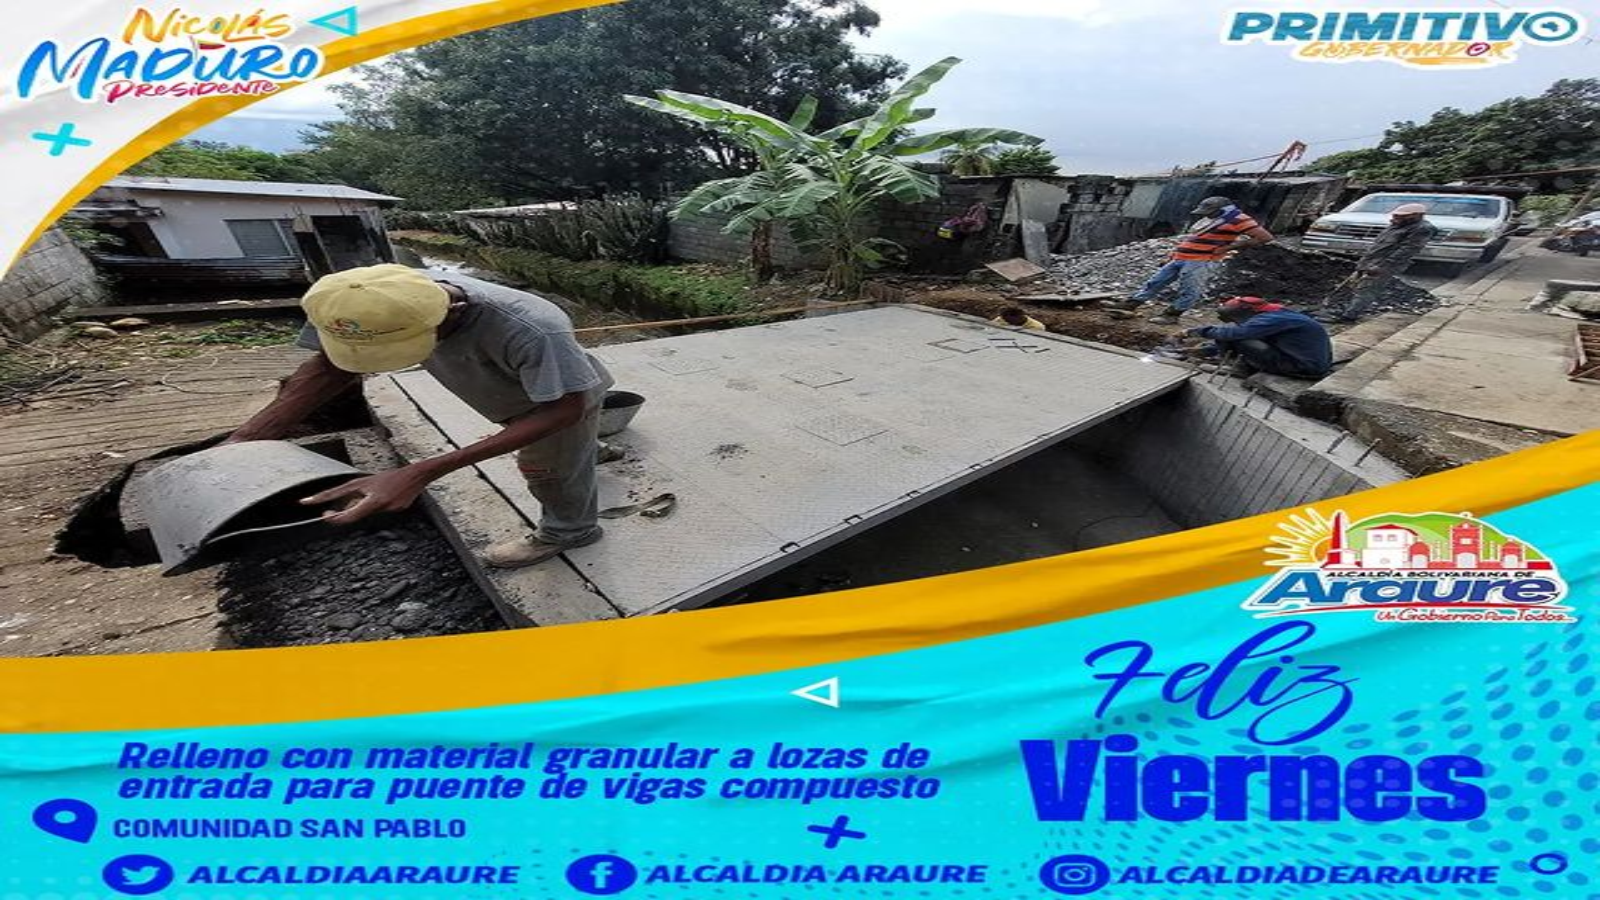 Nicolás
Maduro
Presidente
PRIMITIVO
GOBERNADOR
ALCALDÍA BOLIVARIANA DE
Araure
Un Gobierno Para Todos...
Feliz
Viernes
Relleno con material granular a lozas de
entrada para puente de vigas compuesto
COMUNIDAD SAN PABLO
ALCALDIAARAURE
ALCALDIA ARAURE
ALCALDIADEARAURE